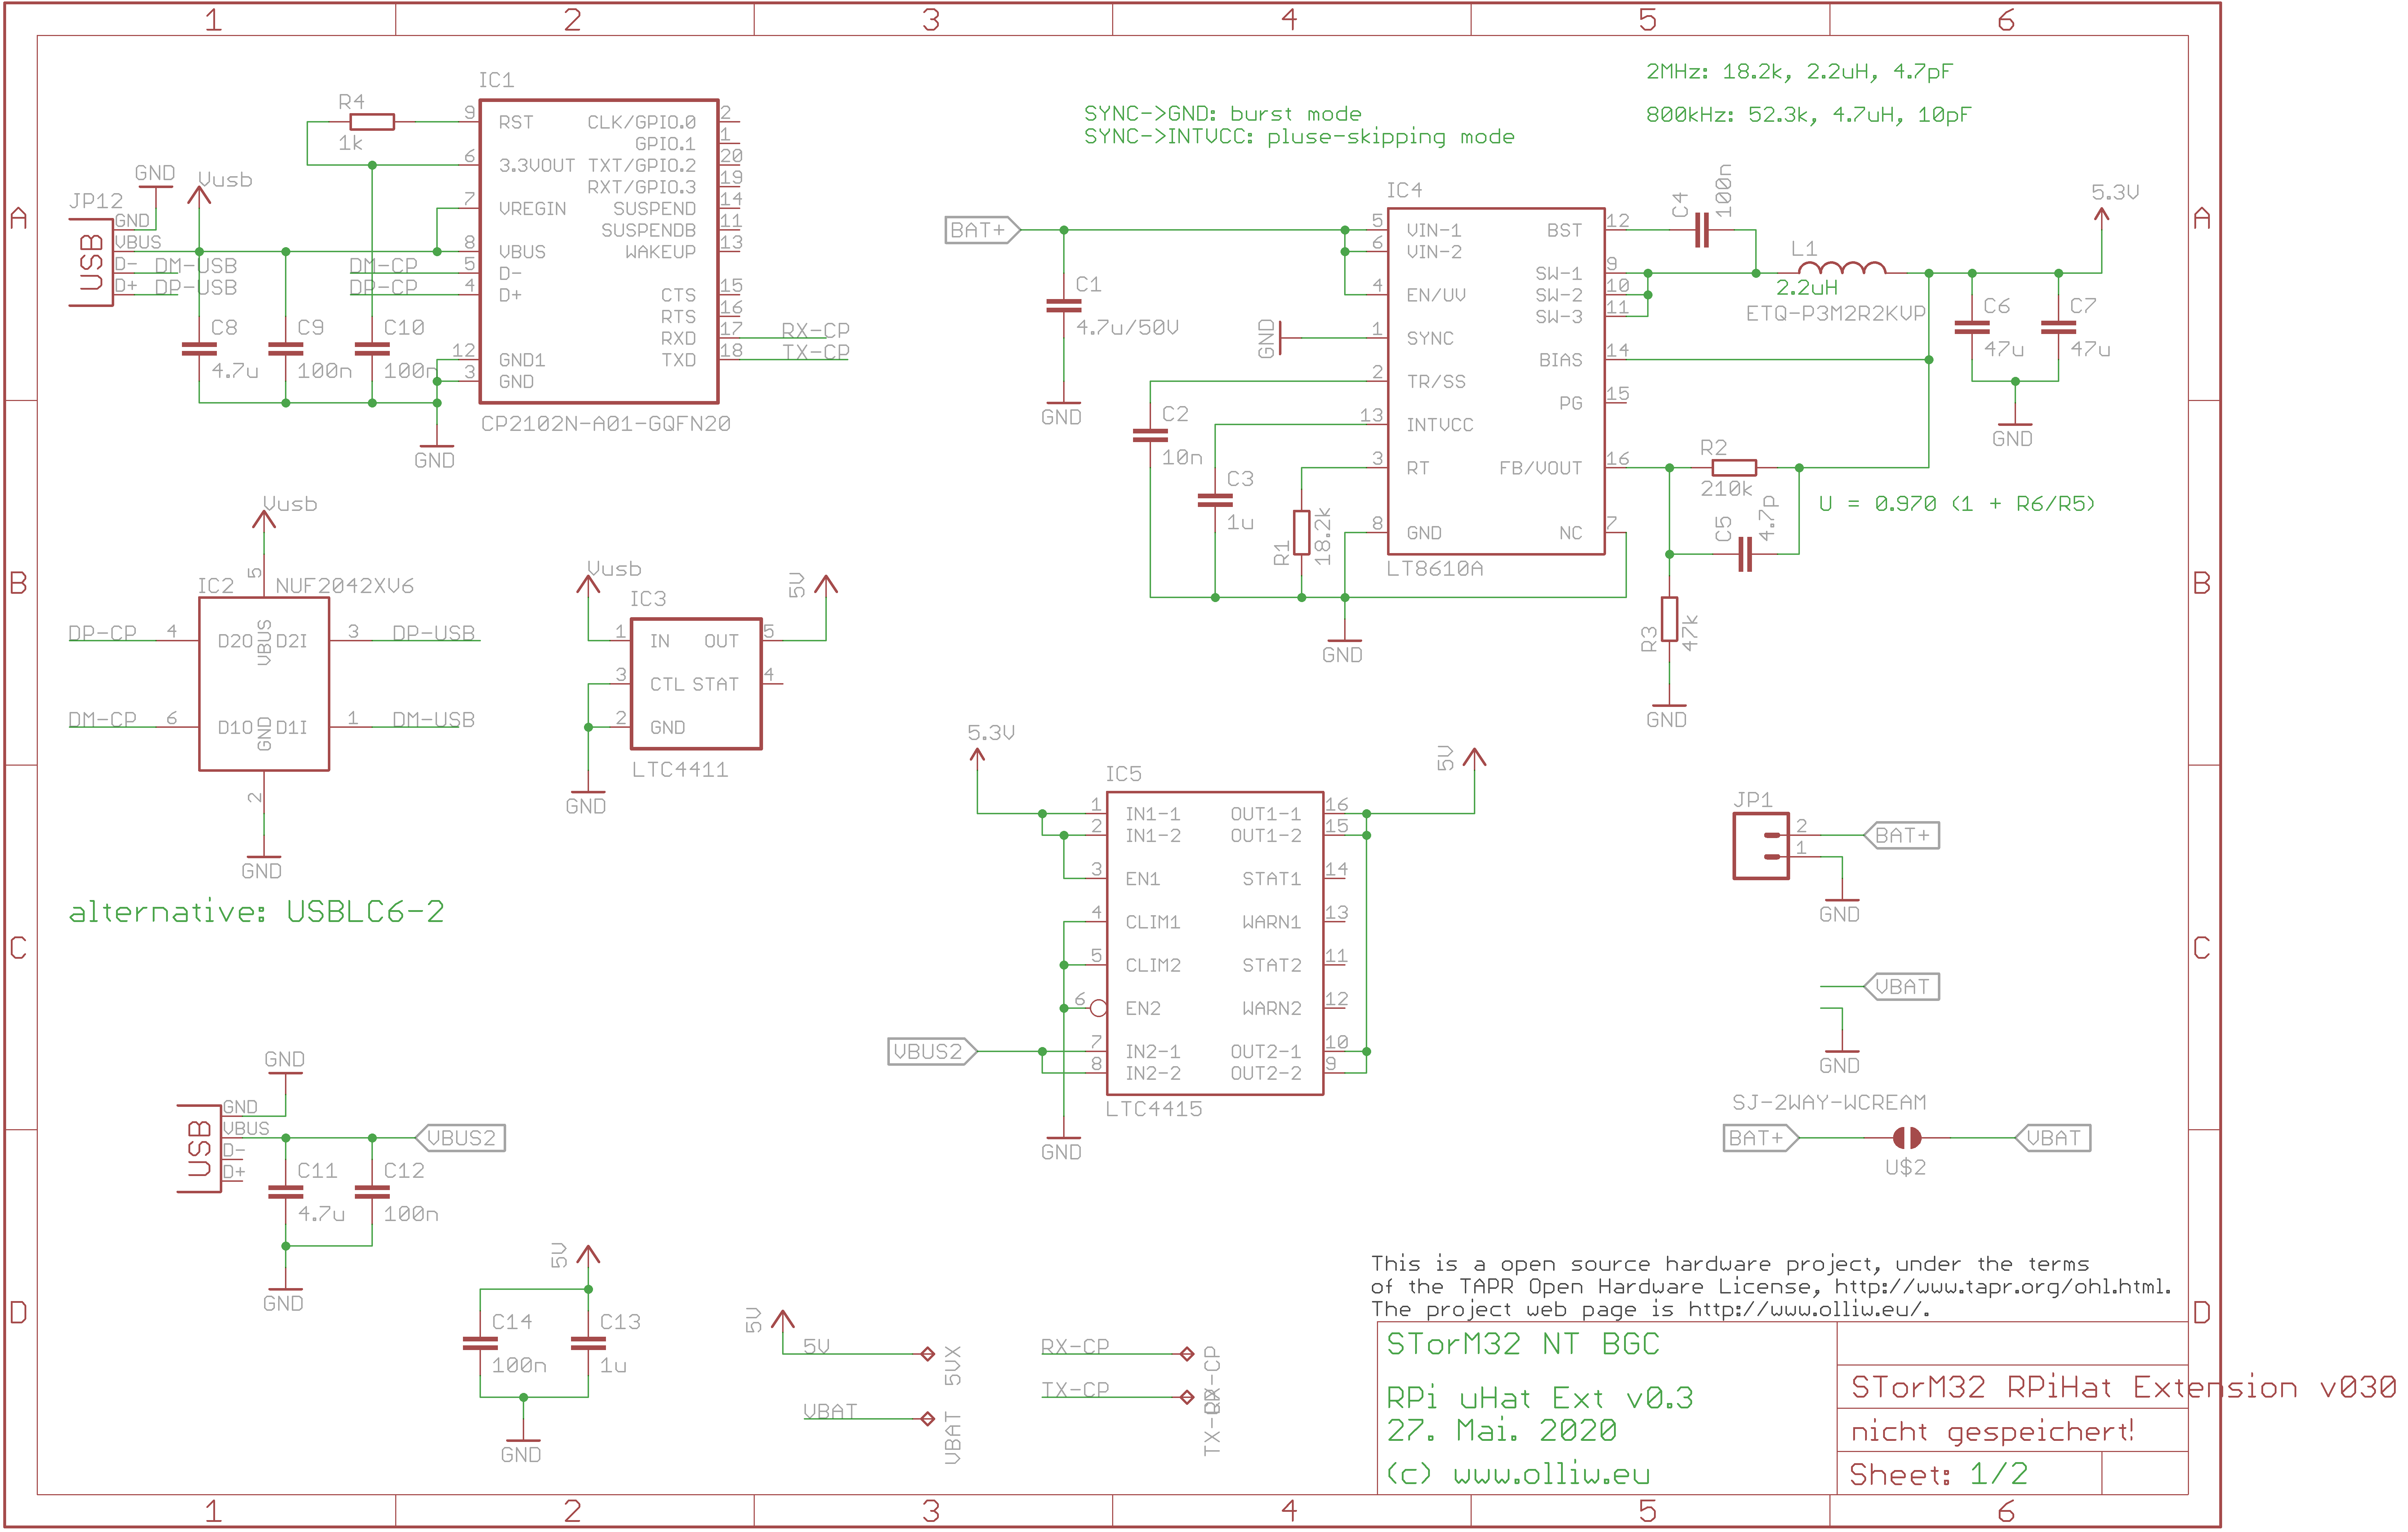 1 2 3 4 5 6
A
A
B
B
C
C
D
D
1 2 3 4 5 6
IC1
R4
1k
9 RST
6 3.3VOUT
7 VREGIN
8 VBUS
5 D-
4 D+
12 GND1
3 GND
CLK/GPIO.0 2
GPIO.1 1
TXT/GPIO.2 20
RXT/GPIO.3 19
SUSPEND 14
SUSPENDB 11
WAKEUP 13
CTS 15
RTS 16
RXD 17 RX-CP
TXD 18 TX-CP
CP2102N-A01-GQFN20
GND
Vusb
JP12
USB
GND
VBUS
D- DM-USB
D+ DP-USB
DM-CP
DP-CP
C8
4.7u
C9
100n
C10
100n
GND
SYNC->GND: burst mode
SYNC->INTVCC: pluse-skipping mode
2MHz: 18.2k, 2.2uH, 4.7pF
800kHz: 52.3k, 4.7uH, 10pF
BAT+
C1
4.7u/50V
GND
GND
IC4
5 VIN-1
6 VIN-2
4 EN/UV
1 SYNC
2 TR/SS
13 INTVCC
3 RT
8 GND
BST 12
SW-1 9
SW-2 10
SW-3 11
BIAS 14
PG 15
FB/VOUT 16
NC 7
LT8610A
C2
10n
C3
1u
R1
18.2k
GND
C4
100n
L1
2.2uH
ETQ-P3M2R2KVP
5.3V
C6
47u
C7
47u
GND
R2
210k
C5
4.7p
U = 0.970 (1 + R6/R5)
R3
47k
GND
Vusb
5
IC2
NUF2042XV6
DP-CP 4 D2O
D2I 3 DP-USB
VBUS
DM-CP 6 D1O
D1I 1 DM-USB
GND
2
GND
alternative: USBLC6-2
Vusb
IC3
1 IN
OUT 5
3 CTL
STAT 4
2 GND
5V
LTC4411
GND
5.3V
5V
IC5
1 IN1-1
2 IN1-2
3 EN1
4 CLIM1
5 CLIM2
6 EN2
7 IN2-1
8 IN2-2
OUT1-1 16
OUT1-2 15
STAT1 14
WARN1 13
STAT2 11
WARN2 12
OUT2-1 10
OUT2-2 9
LTC4415
VBUS2
GND
JP1
2 BAT+
1
GND
VBAT
GND
SJ-2WAY-WCREAM
BAT+
VBAT
U$2
GND
USB
GND
VBUS
D-
D+
VBUS2
C11
4.7u
C12
100n
GND
5V
C14
100n
C13
1u
GND
5V
5V
5VX
VBAT
VBAT
RX-CP
RX-CP
TX-CP
TX-CP
This is a open source hardware project, under the terms
of the TAPR Open Hardware License, http://www.tapr.org/ohl.html.
The project web page is http://www.olliw.eu/.
STorM32 NT BGC
RPi uHat Ext v0.3
27. Mai. 2020
(c) www.olliw.eu
STorM32 RPiHat Extension v030
nicht gespeichert!
Sheet: 1/2